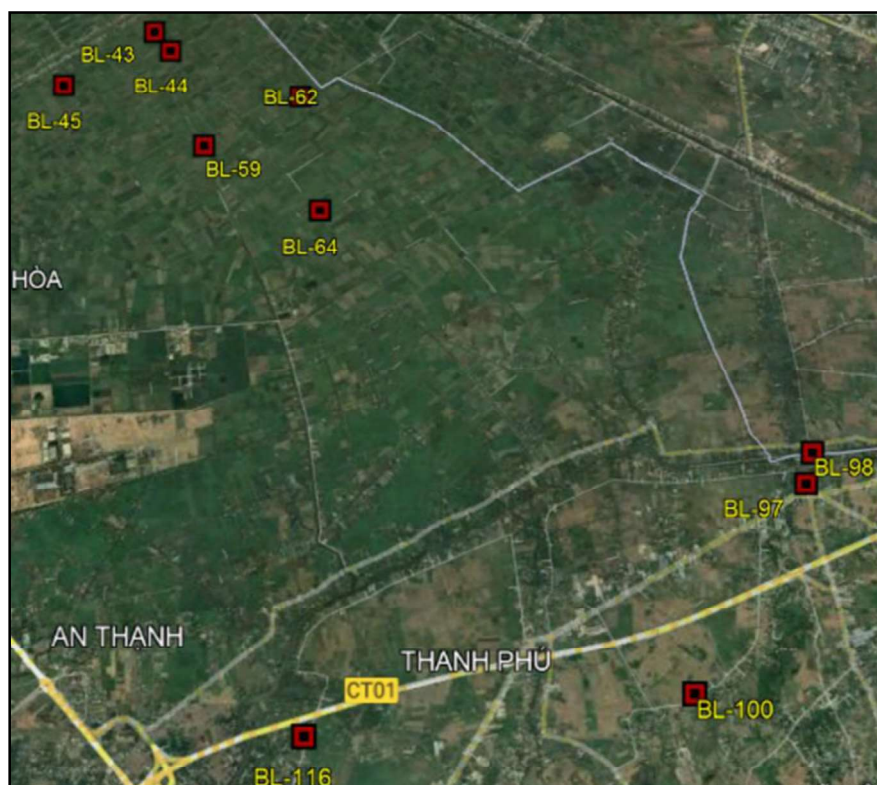 BL-43
BL-44
BL-45
BL-62
BL-59
BL-64
HÒA
BL-98
BL-97
AN THẠNH
THANH PHÚ
CT01
BL-100
BL-116